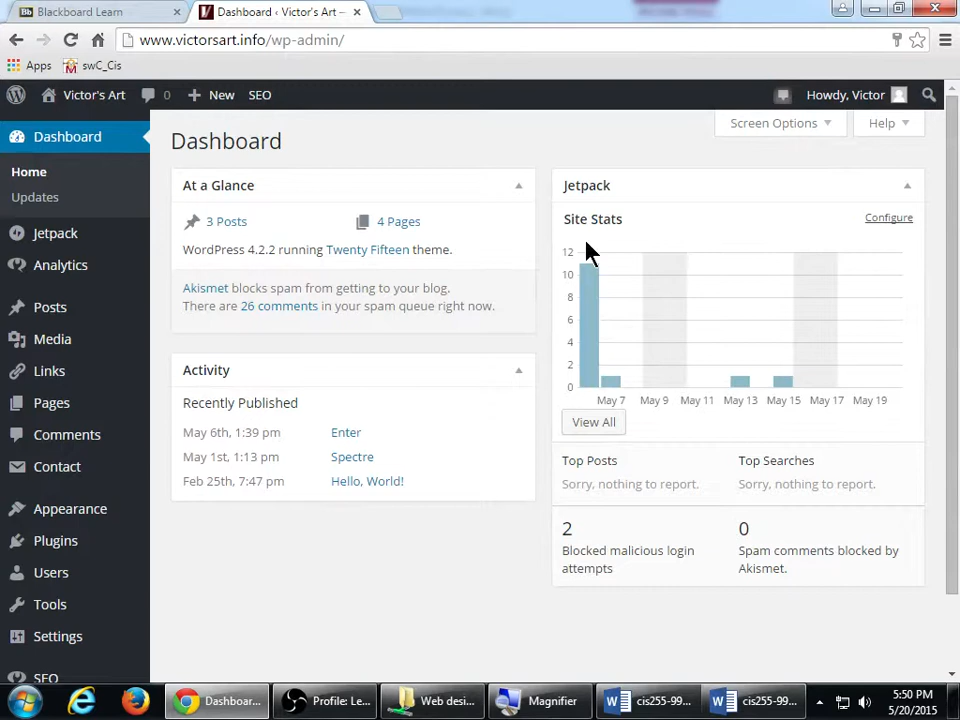 Blackboard Learn
Dashboard ‹ Victor's Art –
www.victorsart.info/wp-admin/
Apps
swC_Cis
Victor's Art
0
New
SEO
Howdy, Victor
Dashboard
Home
Updates
Jetpack
Analytics
Posts
Media
Links
Pages
Comments
Contact
Appearance
Plugins
Users
Tools
Settings
SEO
Screen Options
Help
Dashboard
At a Glance
3 Posts
4 Pages
WordPress 4.2.2 running Twenty Fifteen theme.
Akismet blocks spam from getting to your blog.
There are 26 comments in your spam queue right now.
Activity
Recently Published
May 6th, 1:39 pm Enter
May 1st, 1:13 pm Spectre
Feb 25th, 7:47 pm Hello, World!
Jetpack
Site Stats
Configure
12
10
8
6
4
2
0
May 7 May 9 May 11 May 13 May 15 May 17 May 19
View All
Top Posts
Sorry, nothing to report.
Top Searches
Sorry, nothing to report.
2
Blocked malicious login
attempts
0
Spam comments blocked by
Akismet.
Dashboar...
Profile: Le...
Web desi...
Magnifier
cis255-99...
cis255-99...
5:50 PM
5/20/2015